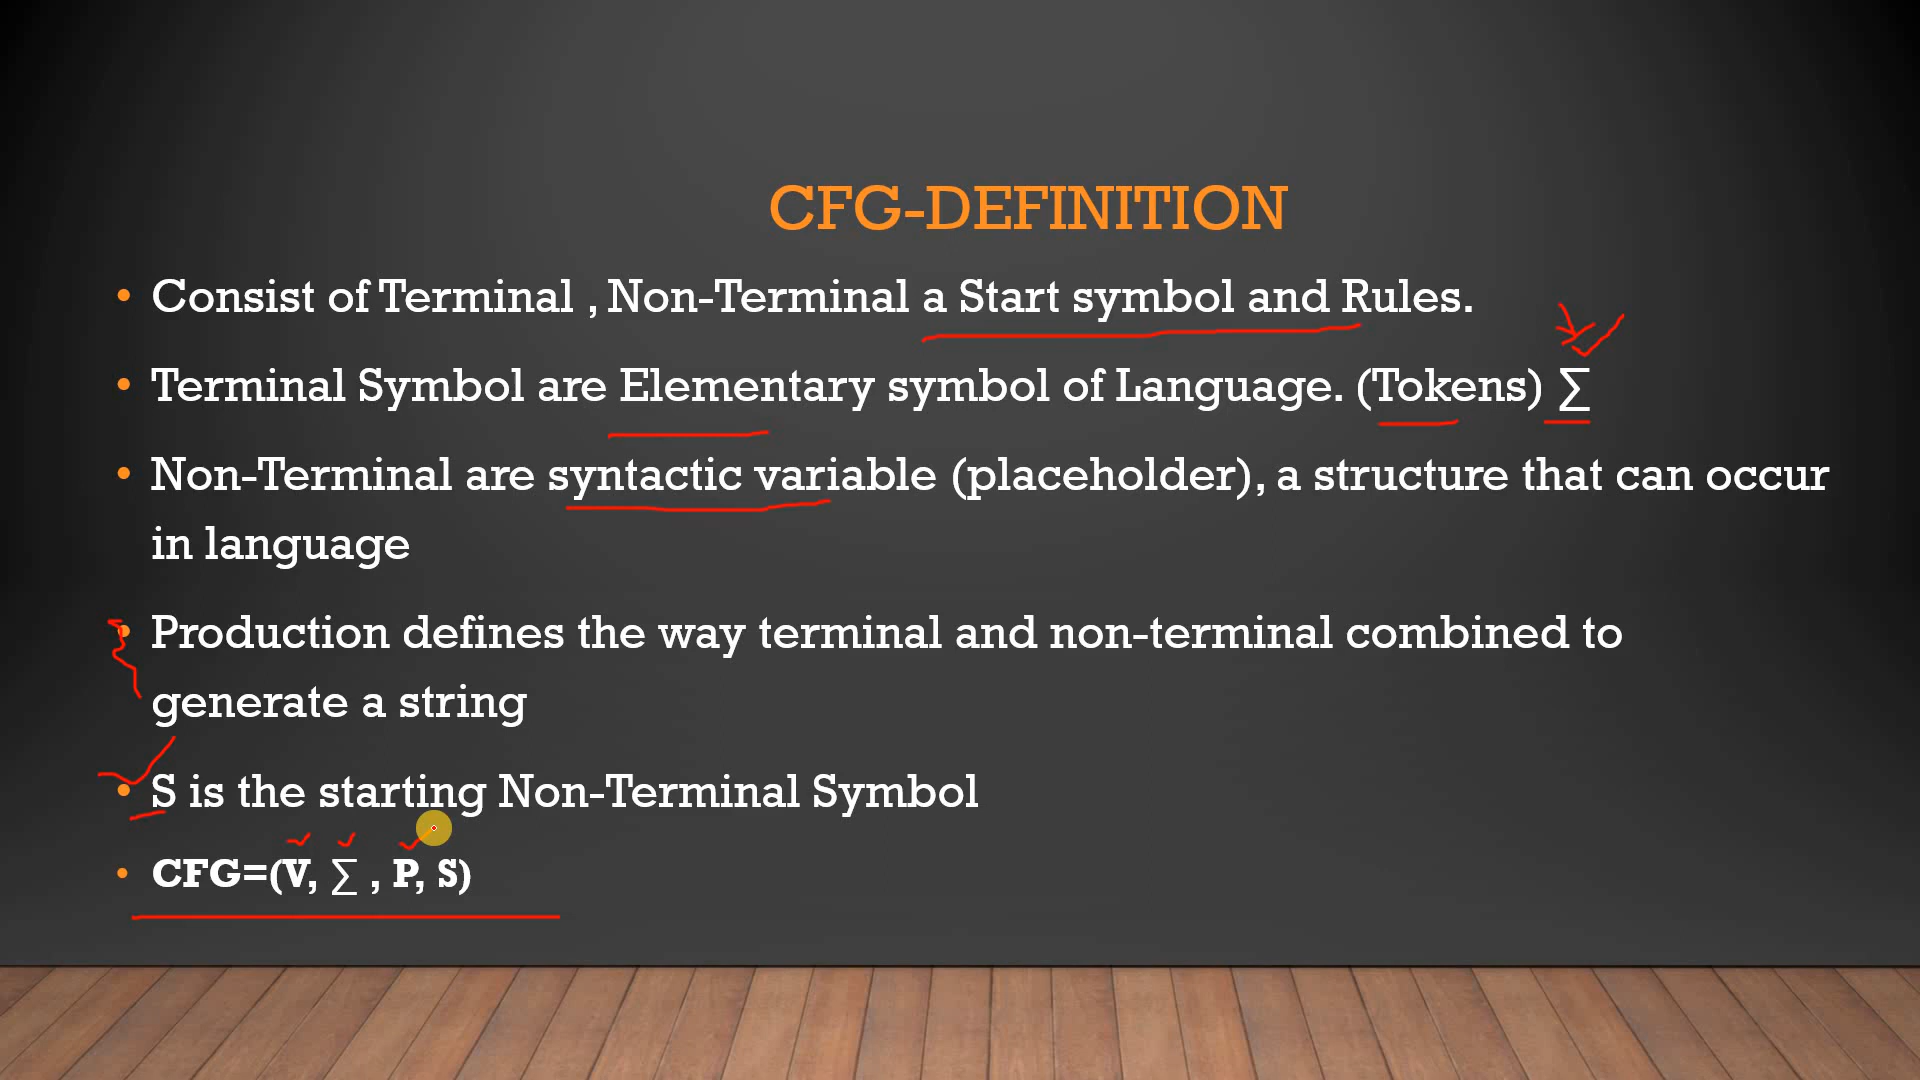 CFG-DEFINITION
• Consist of Terminal , Non-Terminal a Start symbol and Rules.
• Terminal Symbol are Elementary symbol of Language. (Tokens) ∑
• Non-Terminal are syntactic variable (placeholder), a structure that can occur
in language
• Production defines the way terminal and non-terminal combined to
generate a string
• S is the starting Non-Terminal Symbol
• CFG=(V, ∑ , P, S)